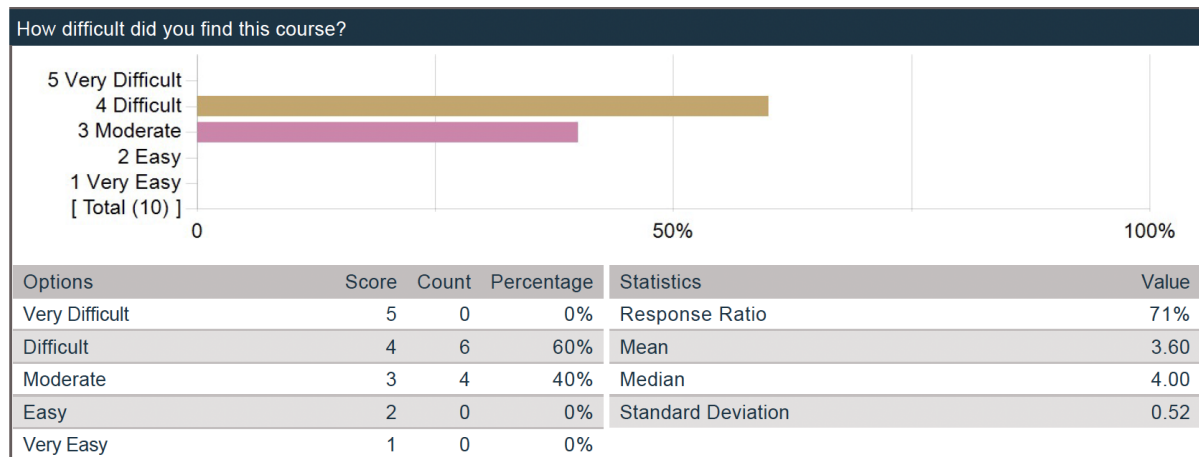 How difficult did you find this course?
5 Very Difficult
4 Difficult
3 Moderate
2 Easy
1 Very Easy
[ Total (10) ]
0 50% 100%
Options Score Count Percentage Statistics Value
Very Difficult 5 0 0% Response Ratio 71%
Difficult 4 6 60% Mean 3.60
Moderate 3 4 40% Median 4.00
Easy 2 0 0% Standard Deviation 0.52
Very Easy 1 0 0%